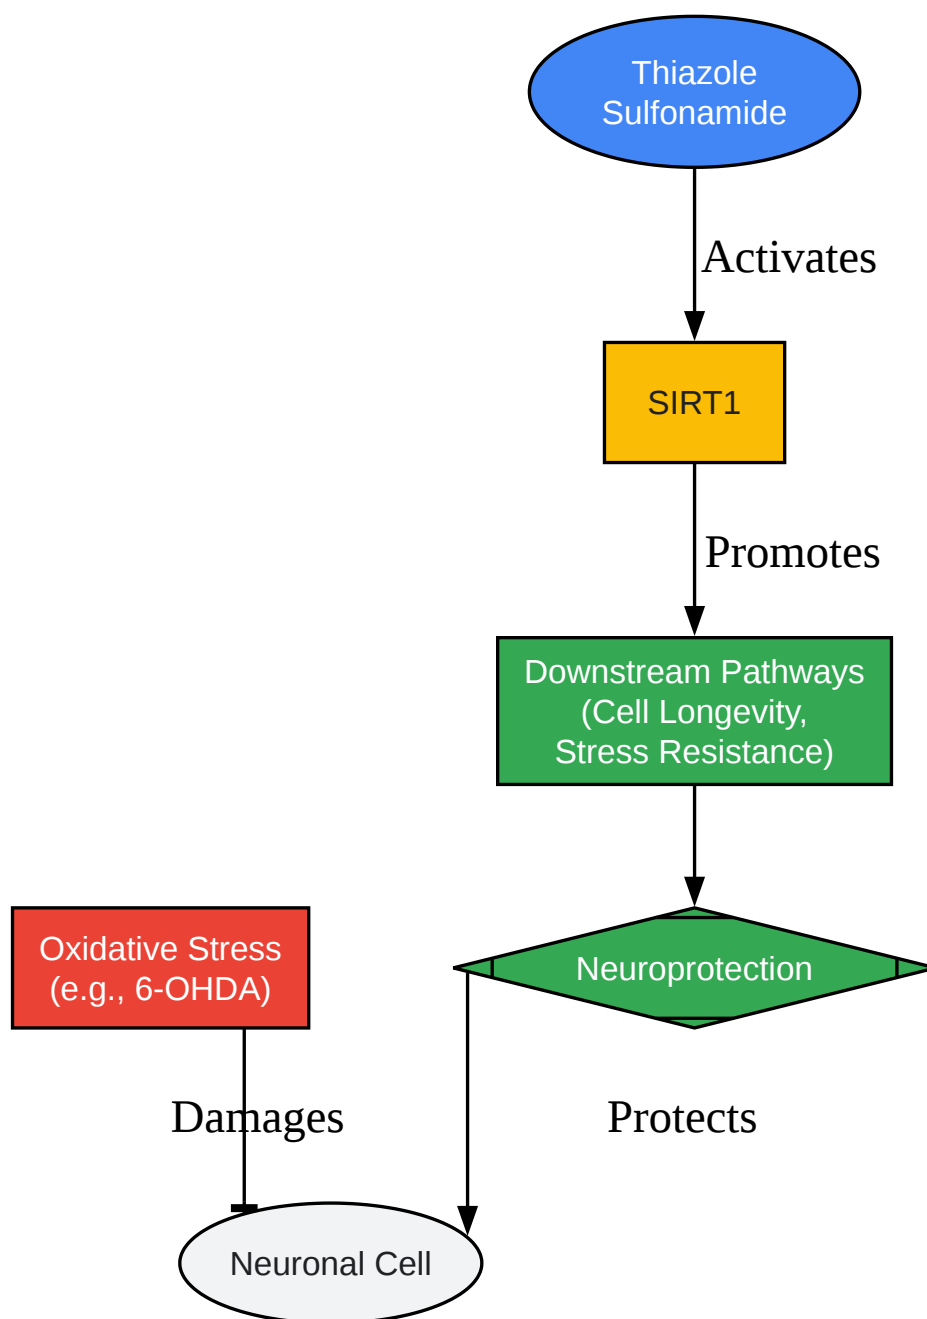 Thiazole
Sulfonamide
Activates
SIRT1
Promotes
Downstream Pathways
(Cell Longevity,
Stress Resistance)
Oxidative Stress
(e.g., 6-OHDA)
Neuroprotection
Damages
Protects
Neuronal Cell